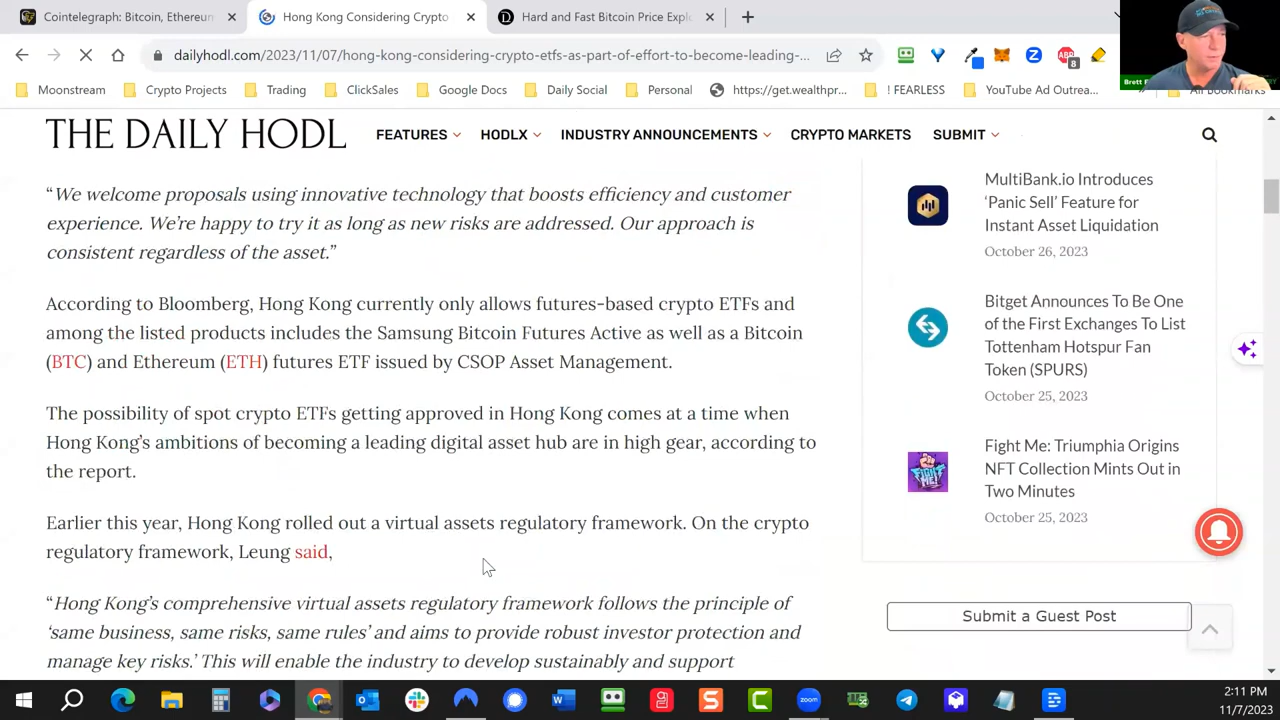 Cointelegraph: Bitcoin, Ethereum
Hong Kong Considering Crypto
Hard and Fast Bitcoin Price Expl
dailyhodl.com/2023/11/07/hong-kong-considering-crypto-etfs-as-part-of-effort-to-become-leading-...
8
Moonstream
Crypto Projects
Trading
ClickSales
Google Docs
Daily Social
Personal
https://get.wealthpr...
! FEARLESS
YouTube Ad Outrea...
All Bookmarks
THE DAILY HODL
FEATURES
HODLX
INDUSTRY ANNOUNCEMENTS
CRYPTO MARKETS
SUBMIT
“We welcome proposals using innovative technology that boosts efficiency and customer
experience. We’re happy to try it as long as new risks are addressed. Our approach is
consistent regardless of the asset.”
According to Bloomberg, Hong Kong currently only allows futures-based crypto ETFs and
among the listed products includes the Samsung Bitcoin Futures Active as well as a Bitcoin
(BTC) and Ethereum (ETH) futures ETF issued by CSOP Asset Management.
The possibility of spot crypto ETFs getting approved in Hong Kong comes at a time when
Hong Kong’s ambitions of becoming a leading digital asset hub are in high gear, according to
the report.
Earlier this year, Hong Kong rolled out a virtual assets regulatory framework. On the crypto
regulatory framework, Leung said,
“Hong Kong’s comprehensive virtual assets regulatory framework follows the principle of
‘same business, same risks, same rules’ and aims to provide robust investor protection and
manage key risks.’ This will enable the industry to develop sustainably and support
MultiBank.io Introduces
‘Panic Sell’ Feature for
Instant Asset Liquidation
October 26, 2023
Bitget Announces To Be One
of the First Exchanges To List
Tottenham Hotspur Fan
Token (SPURS)
October 25, 2023
Fight Me: Triumphia Origins
NFT Collection Mints Out in
Two Minutes
October 25, 2023
Submit a Guest Post
2:11 PM
11/7/2023